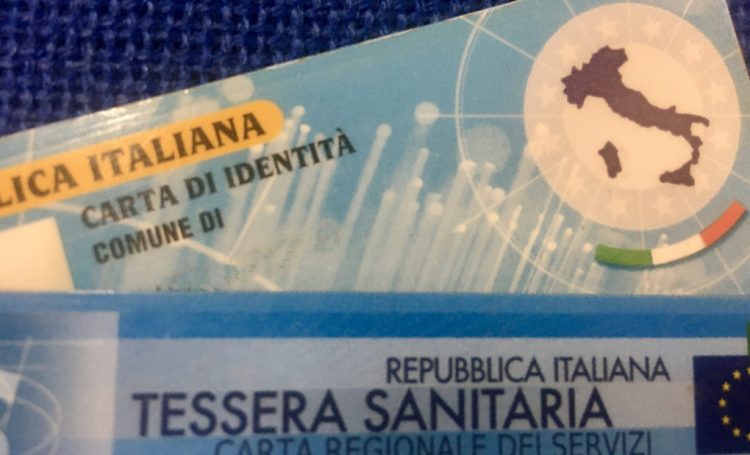 LICA ITALIANA
CARTA DI IDENTITÀ
COMUNE DI
REPUBBLICA ITALIANA
TESSERA SANITARIA
CARTA REGIONALE DEI SERVIZI